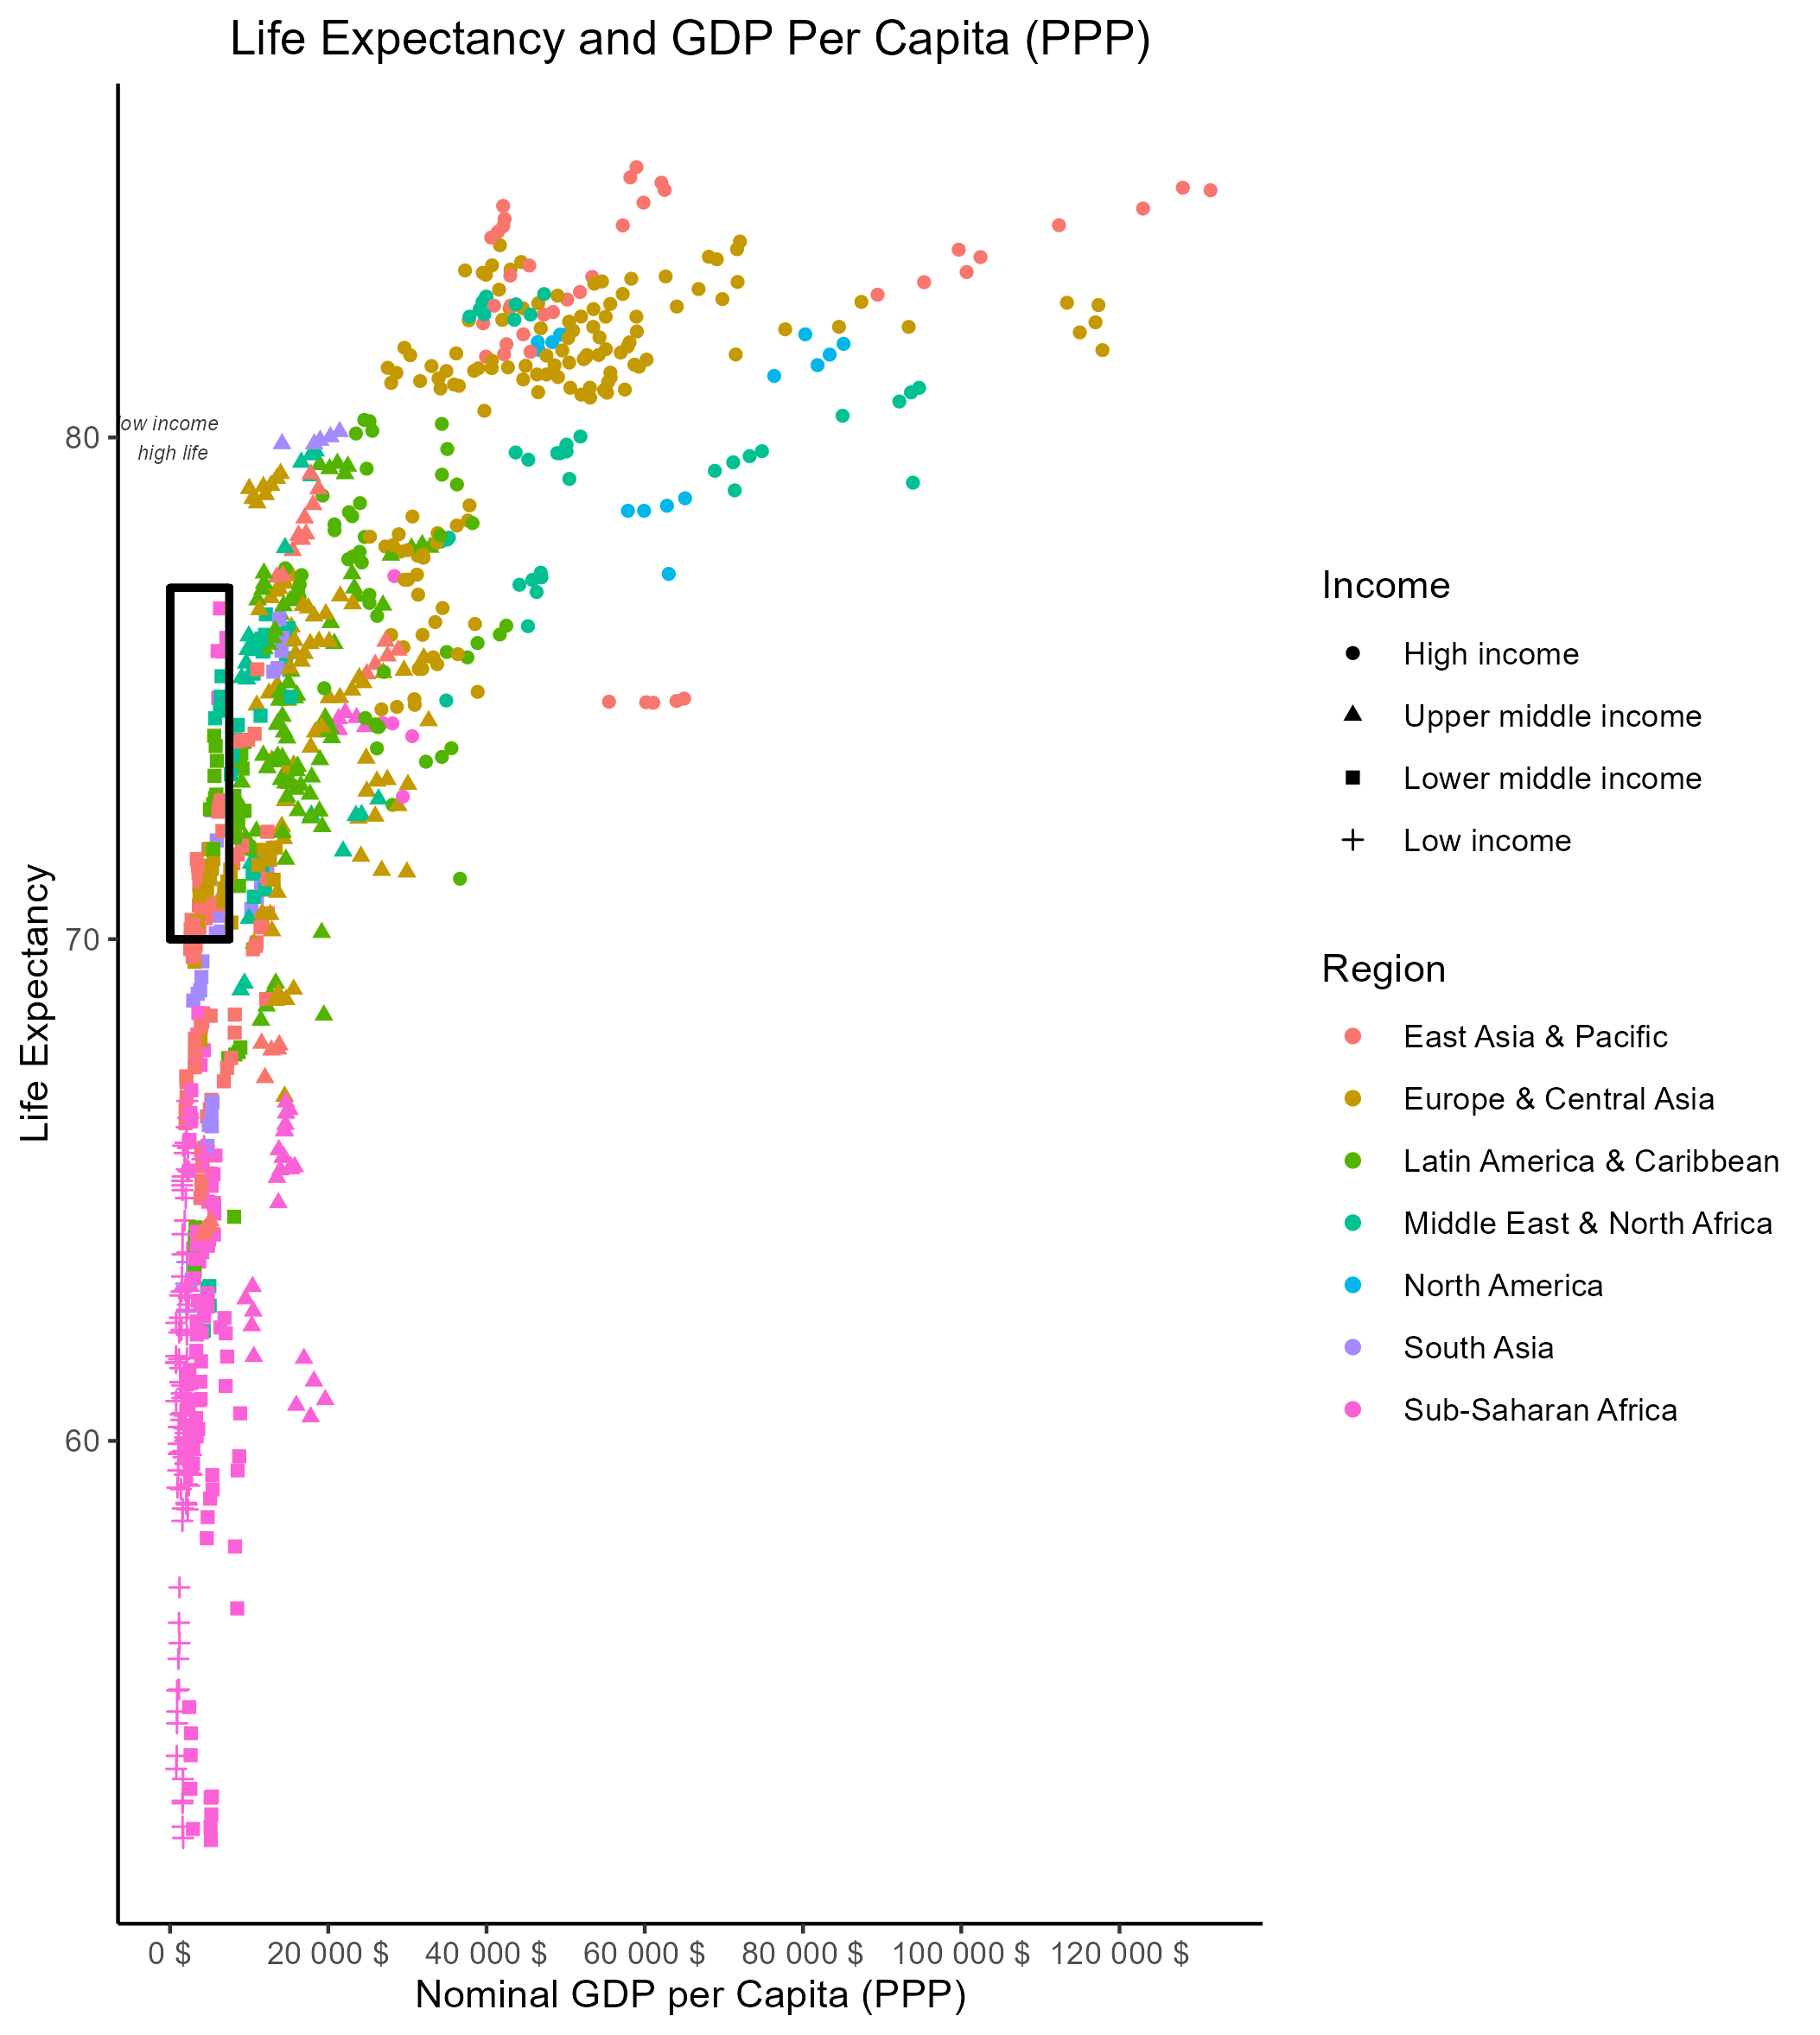 Life Expectancy and GDP Per Capita (PPP)
Life Expectancy
80
70
60
low income
high life
0 $
20 000 $
40 000 $
60 000 $
80 000 $
100 000 $
120 000 $
Nominal GDP per Capita (PPP)
Income
High income
Upper middle income
Lower middle income
Low income
Region
East Asia & Pacific
Europe & Central Asia
Latin America & Caribbean
Middle East & North Africa
North America
South Asia
Sub-Saharan Africa